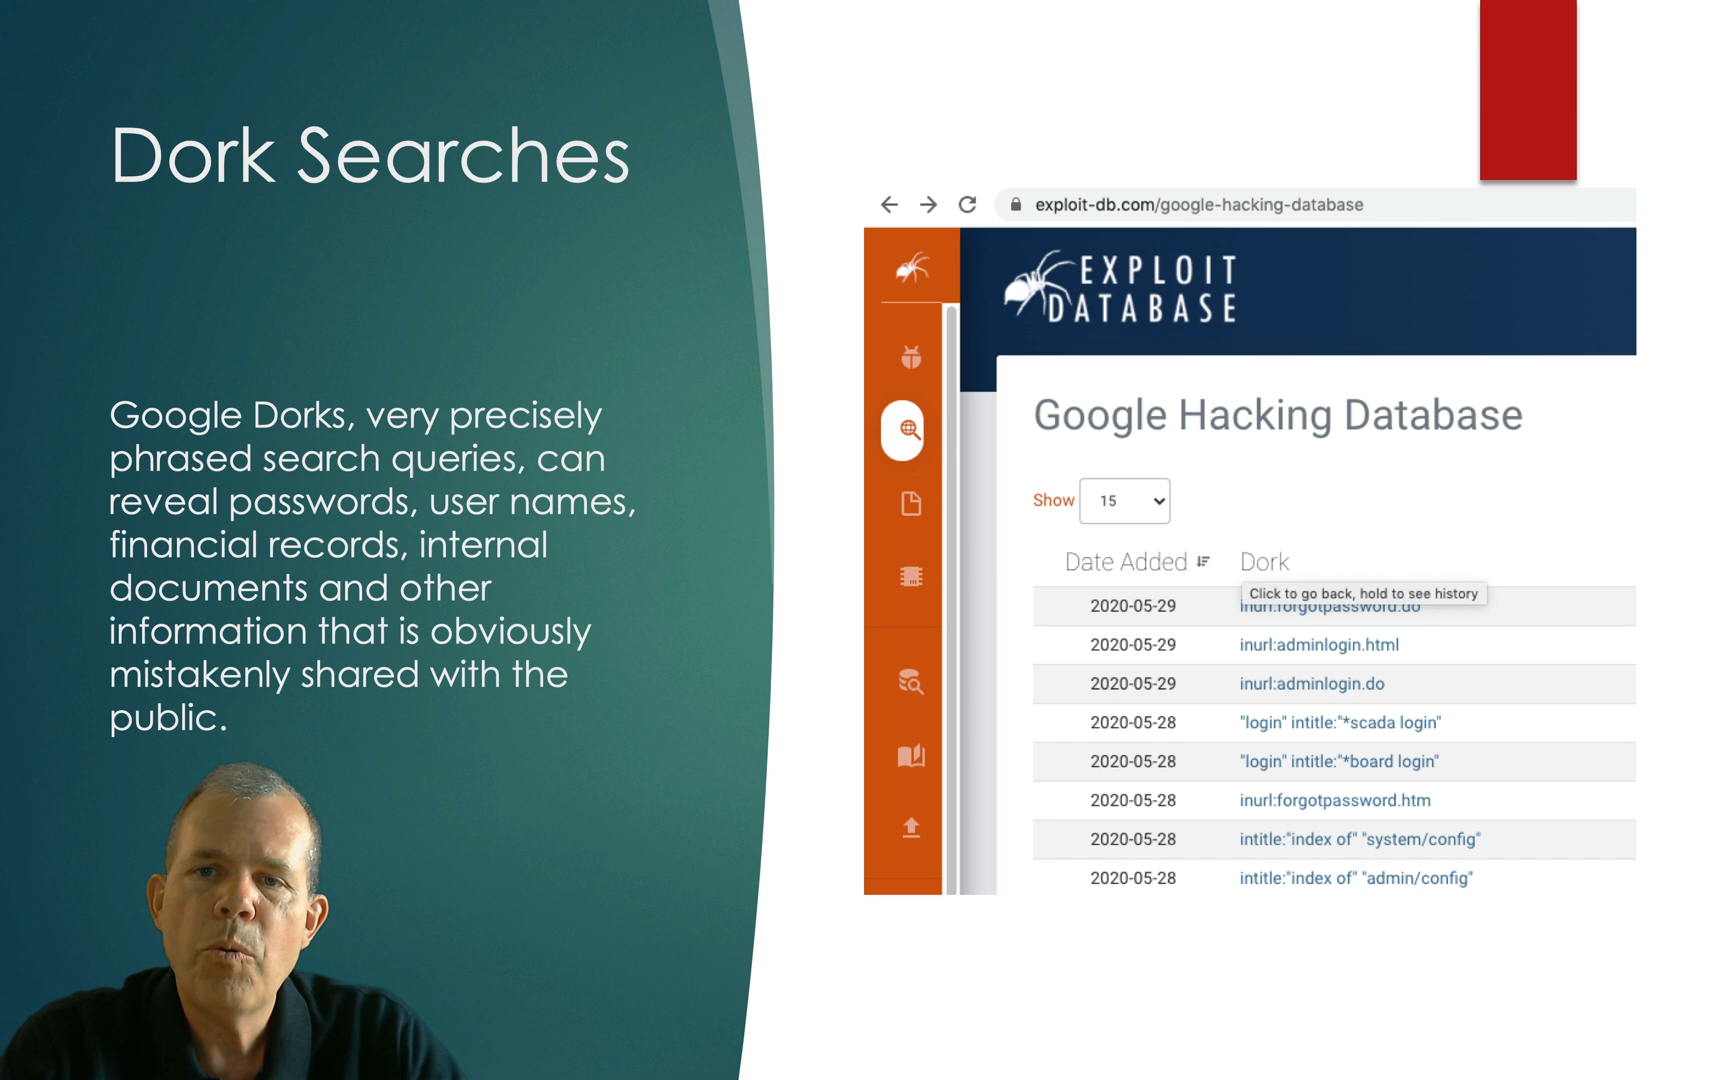 Dork Searches
Google Dorks, very precisely
phrased search queries, can
reveal passwords, user names,
financial records, internal
documents and other
information that is obviously
mistakenly shared with the
public.
exploit-db.com/google-hacking-database
EXPLOIT
DATABASE
Google Hacking Database
Show 15
Date Added Dork
Click to go back, hold to see history
2020-05-29 inurl:forgotpassword.do
2020-05-29 inurl:adminlogin.html
2020-05-29 inurl:adminlogin.do
2020-05-28 "login" intitle:"*scada login"
2020-05-28 "login" intitle:"*board login"
2020-05-28 inurl:forgotpassword.htm
2020-05-28 intitle:"index of" "system/config"
2020-05-28 intitle:"index of" "admin/config"